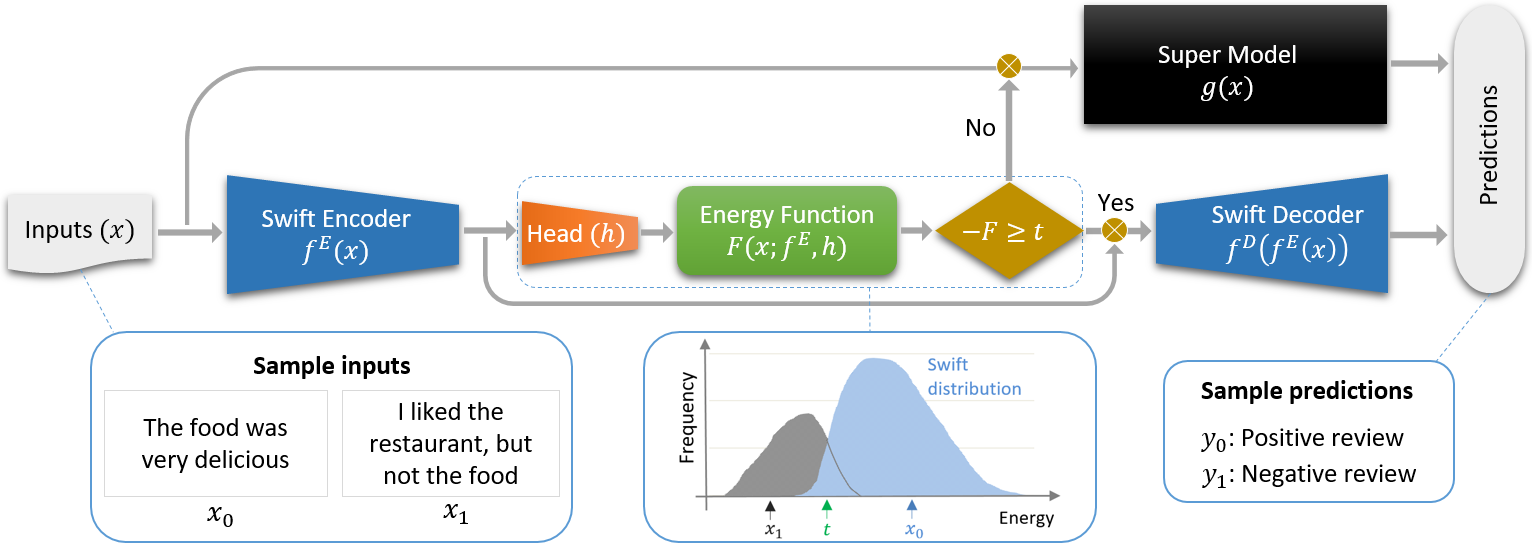 Super Model
g(x)
No
Predictions
Inputs (x)
Swift Encoder
f^E(x)
Head (h)
Energy Function
F(x; f^E, h)
−F ≥ t
Yes
Swift Decoder
f^D(f^E(x))
Sample inputs
The food was
very delicious
x_0
I liked the
restaurant, but
not the food
x_1
Frequency
Swift
distribution
x_1
t
x_0
Energy
Sample predictions
y_0: Positive review
y_1: Negative review